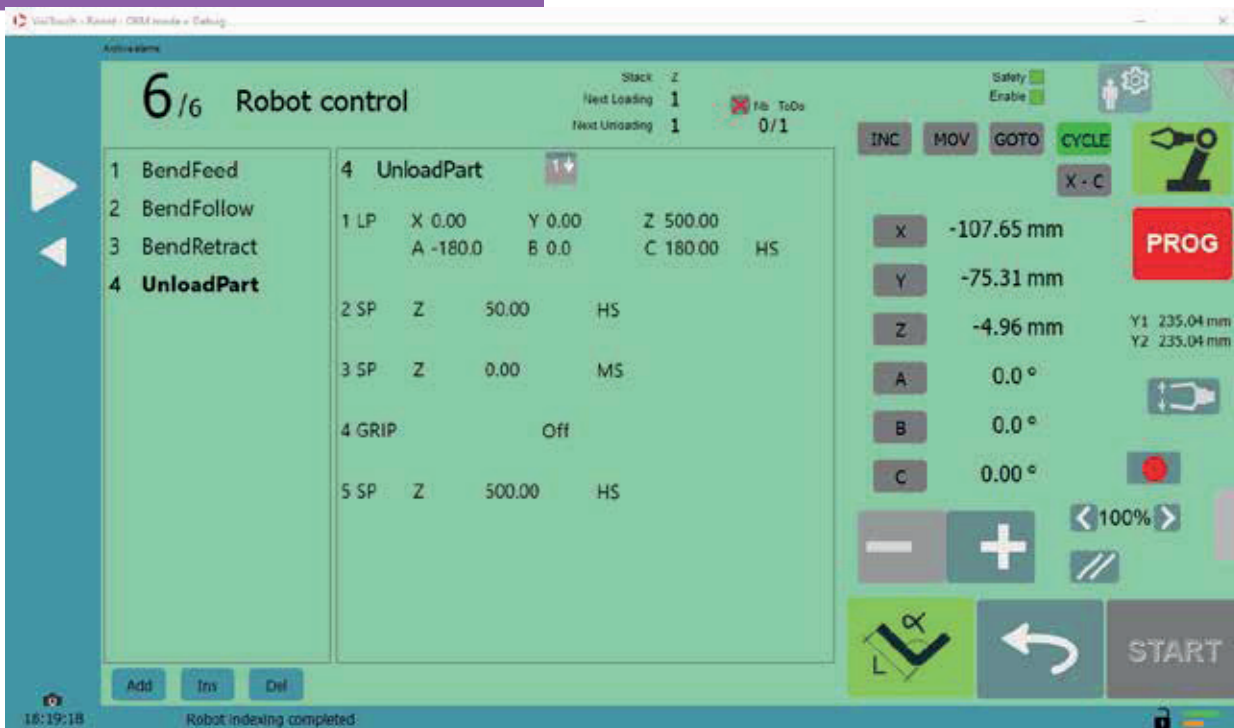 Active alarms
6/6 Robot control
Stack Z
Next Loading 1
Next Unloading 1
Nb ToDo
0/1
Safety
Enable
INC MOV GOTO CYCLE
X - C
1 BendFeed
2 BendFollow
3 BendRetract
4 UnloadPart
4 UnloadPart 1
1 LP X 0.00 Y 0.00 Z 500.00
A -180.0 B 0.0 C 180.00 HS
2 SP Z 50.00 HS
3 SP Z 0.00 MS
4 GRIP Off
5 SP Z 500.00 HS
X -107.65 mm
Y -75.31 mm
Z -4.96 mm
A 0.0 °
B 0.0 °
C 0.00 °
PROG
Y1 235.04 mm
Y2 235.04 mm
100%
α
L
START
Add Ins Del
18:19:18 Robot indexing completed